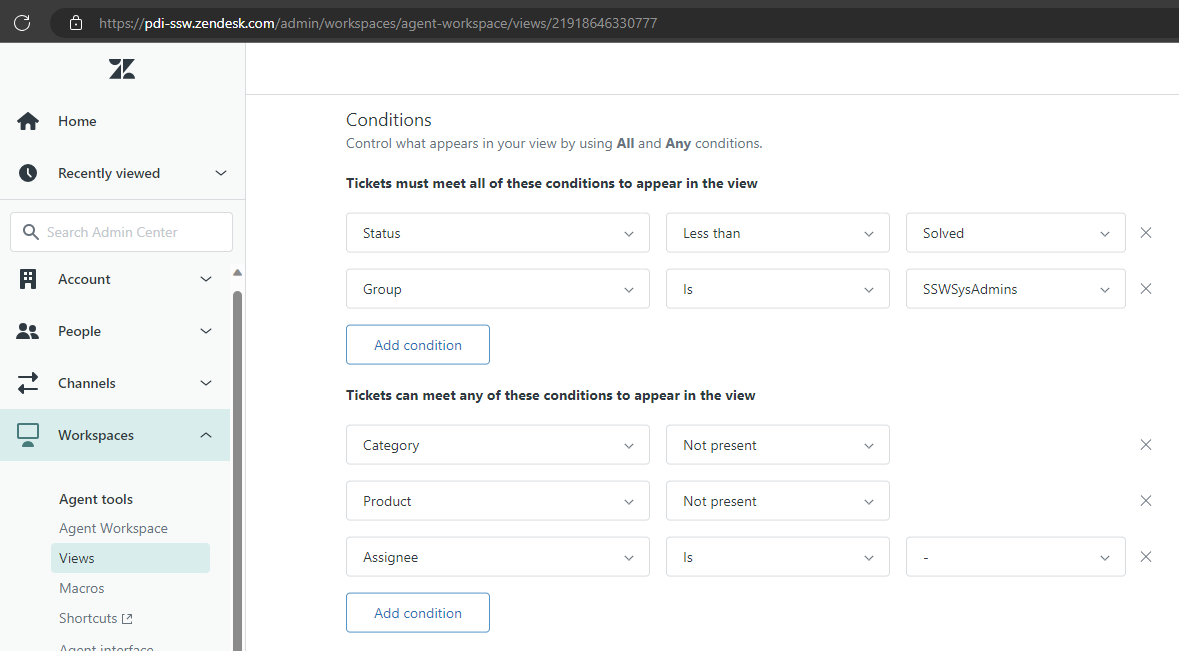 https://pdi-ssw.zendesk.com/admin/workspaces/agent-workspace/views/21918646330777
Home
Recently viewed
Search Admin Center
Account
People
Channels
Workspaces
Agent tools
Agent Workspace
Views
Macros
Shortcuts
Agent interface
Conditions
Control what appears in your view by using All and Any conditions.
Tickets must meet all of these conditions to appear in the view
Status Less than Solved
Group Is SSWSysAdmins
Add condition
Tickets can meet any of these conditions to appear in the view
Category Not present
Product Not present
Assignee Is -
Add condition